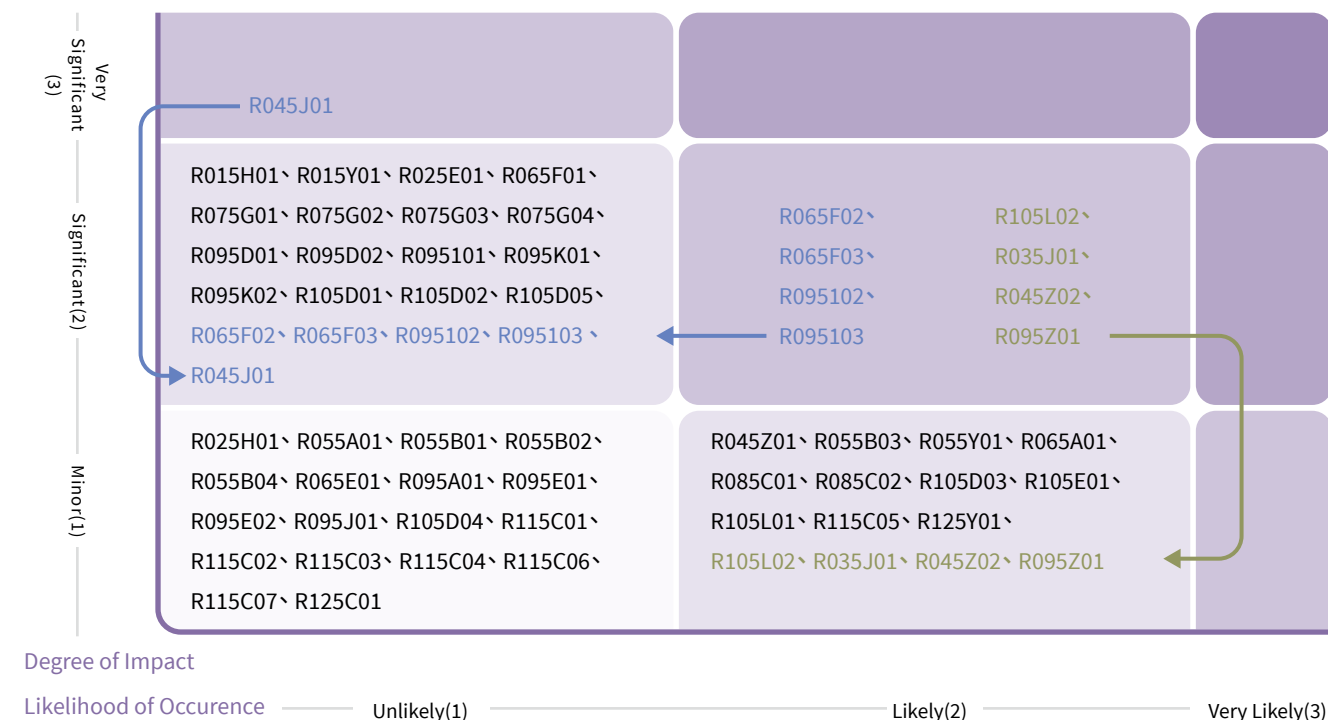 Very
Significant
(3)
R045J01
Significant(2)
R015H01、R015Y01、R025E01、R065F01、
R075G01、R075G02、R075G03、R075G04、
R095D01、R095D02、R095101、R095K01、
R095K02、R105D01、R105D02、R105D05、
R065F02、R065F03、R095102、R095103 、
R045J01
R065F02、
R065F03、
R095102、
R095103
R105L02、
R035J01、
R045Z02、
R095Z01
Minor(1)
R025H01、R055A01、R055B01、R055B02、
R055B04、R065E01、R095A01、R095E01、
R095E02、R095J01、R105D04、R115C01、
R115C02、R115C03、R115C04、R115C06、
R115C07、R125C01
R045Z01、R055B03、R055Y01、R065A01、
R085C01、R085C02、R105D03、R105E01、
R105L01、R115C05、R125Y01、
R105L02、R035J01、R045Z02、R095Z01
Degree of Impact
Likelihood of Occurence
Unlikely(1)
Likely(2)
Very Likely(3)